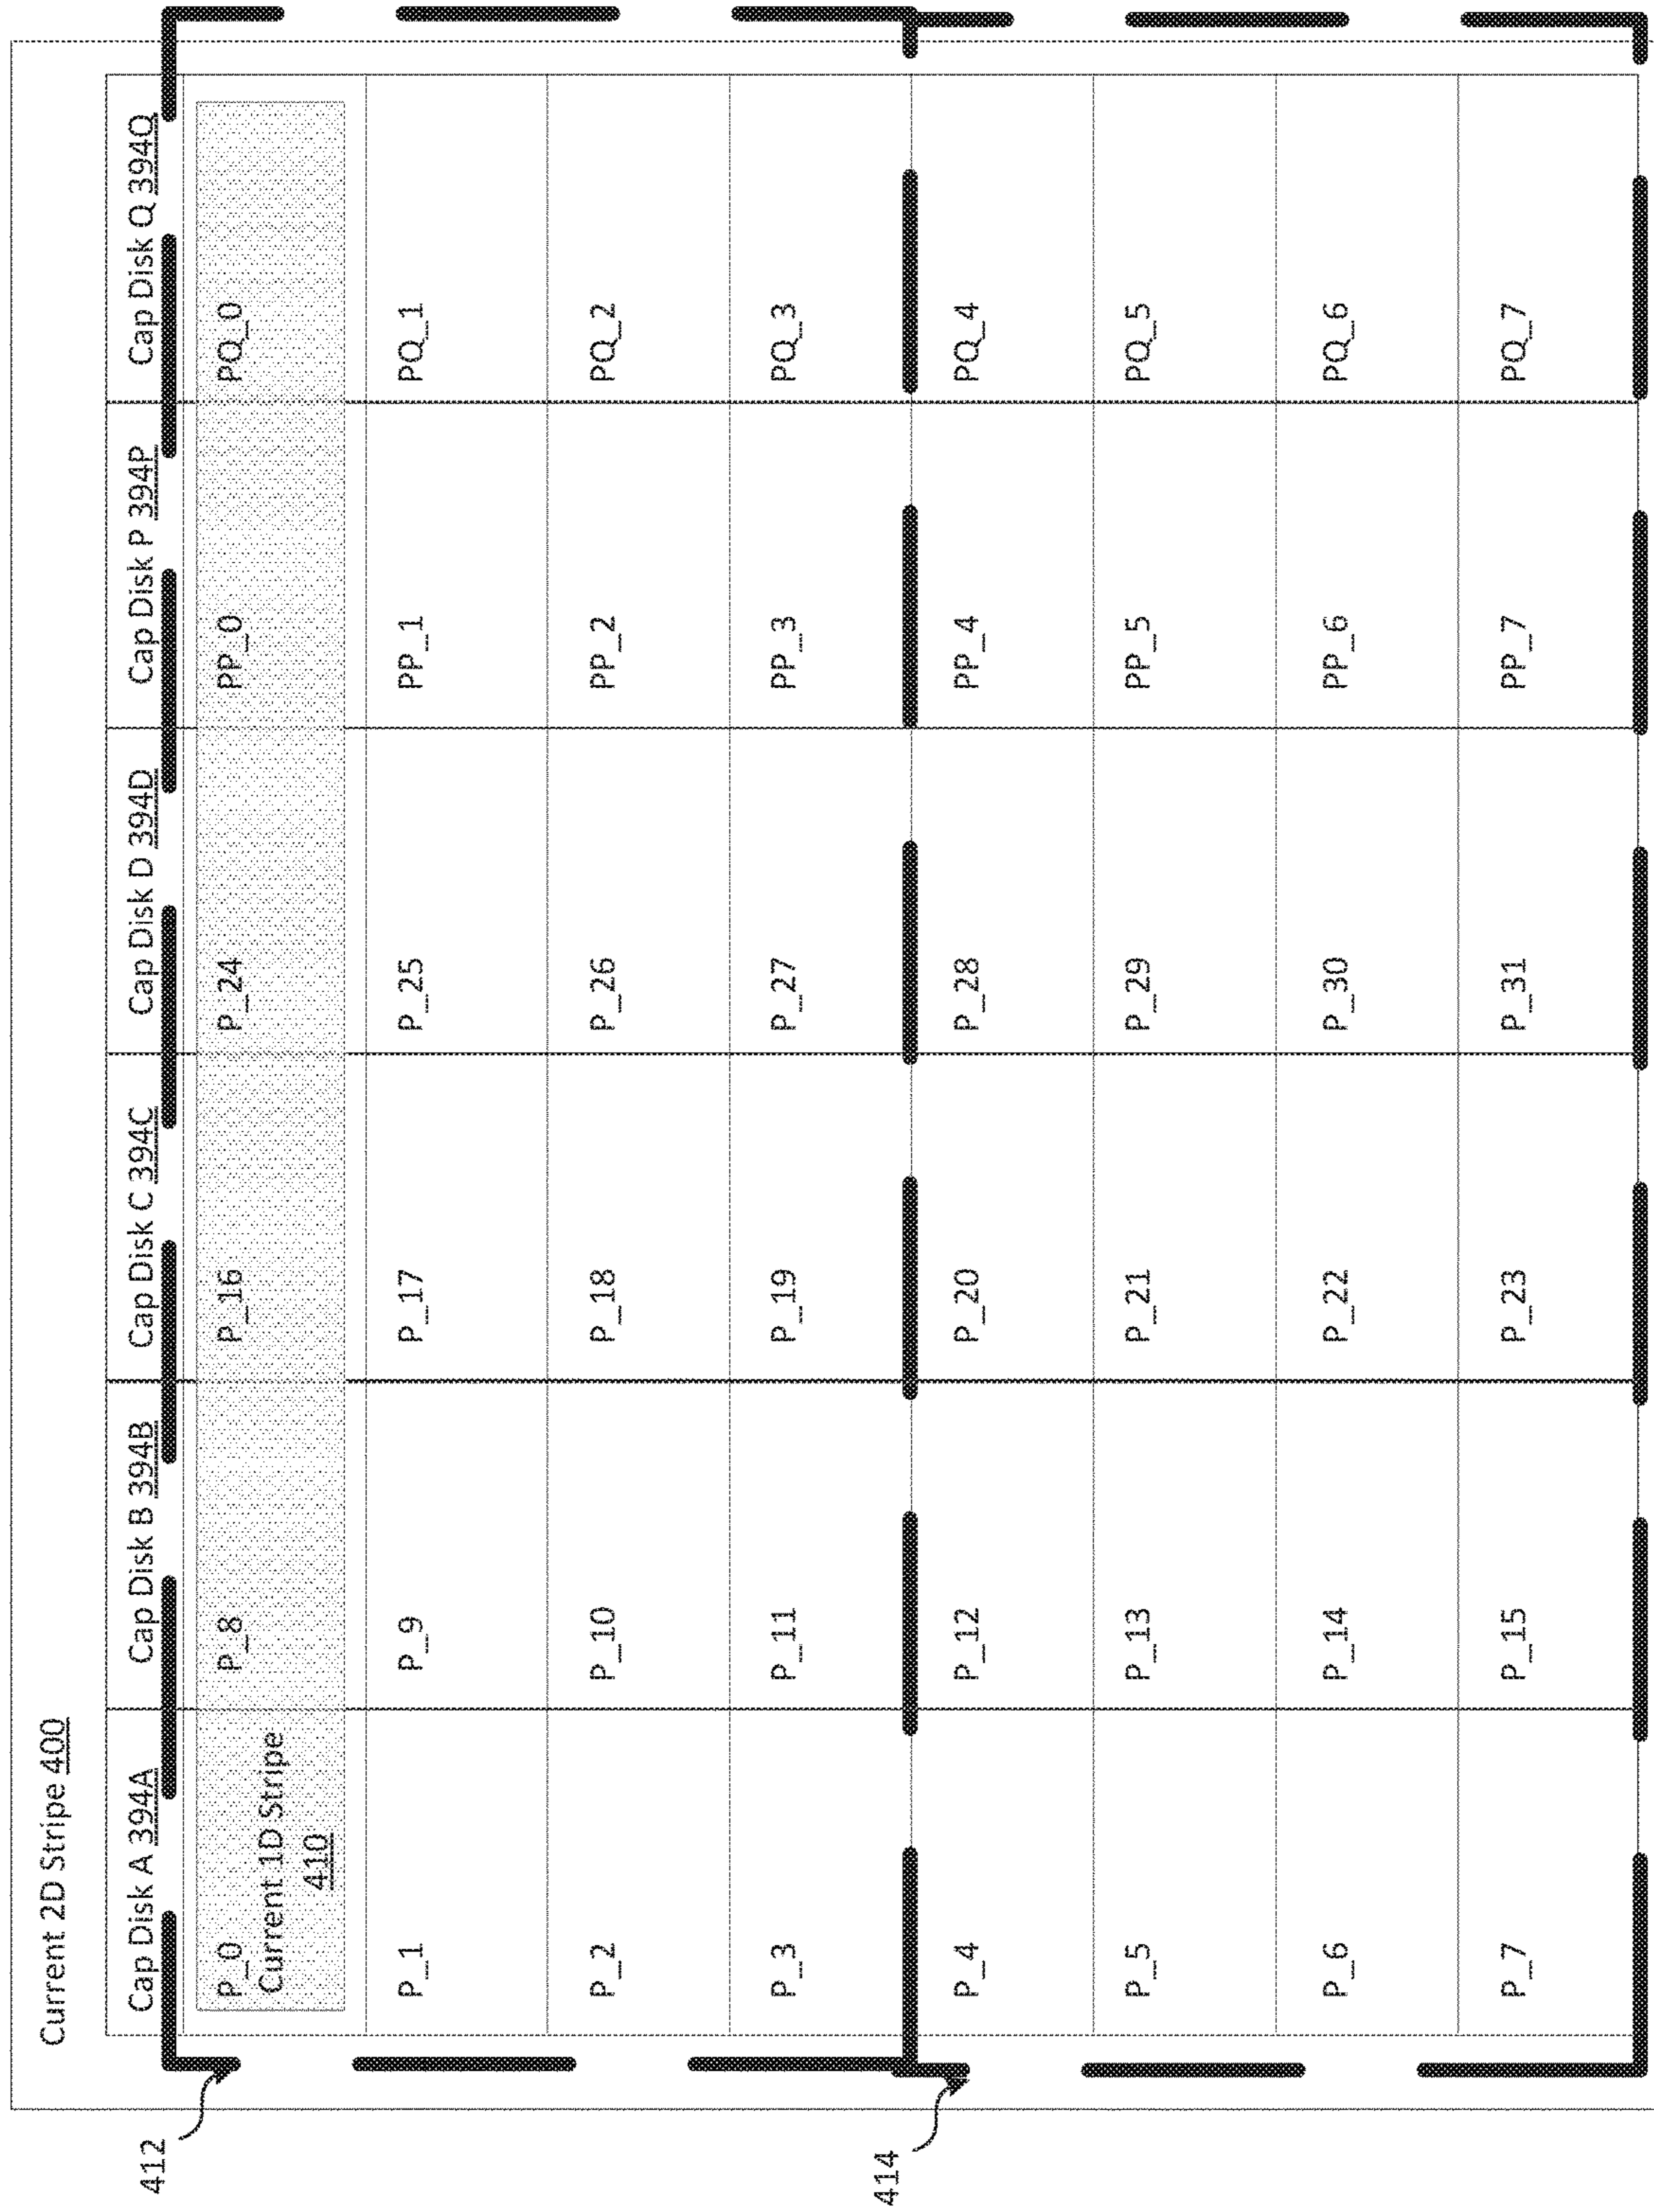 Current 2D Stripe 400
Cap Disk A 394A Cap Disk B 394B Cap Disk C 394C Cap Disk D 394D Cap Disk P 394P Cap Disk Q 394Q
412
P_0 P_8 P_16 P_24 PP_0 PQ_0
Current 1D Stripe
410
P_1 P_9 P_17 P_25 PP_1 PQ_1
P_2 P_10 P_18 P_26 PP_2 PQ_2
P_3 P_11 P_19 P_27 PP_3 PQ_3
414
P_4 P_12 P_20 P_28 PP_4 PQ_4
P_5 P_13 P_21 P_29 PP_5 PQ_5
P_6 P_14 P_22 P_30 PP_6 PQ_6
P_7 P_15 P_23 P_31 PP_7 PQ_7